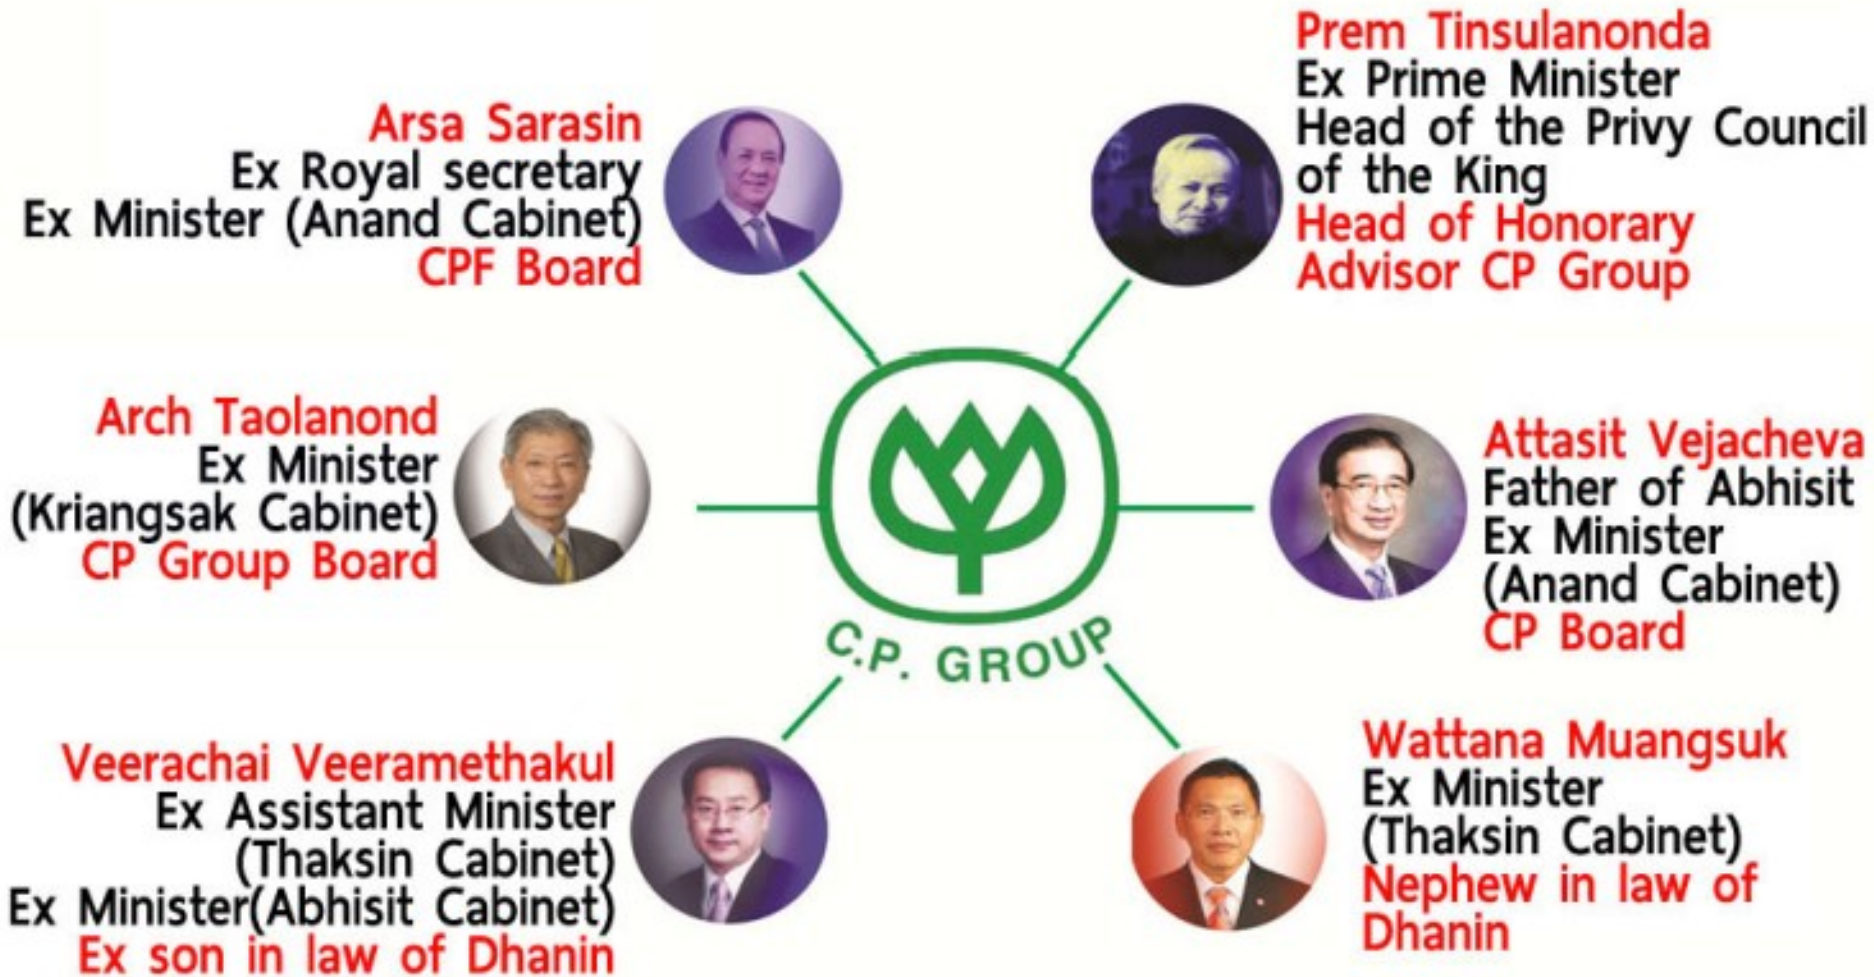 Arsa Sarasin
Ex Royal secretary
Ex Minister (Anand Cabinet)
CPF Board
Prem Tinsulanonda
Ex Prime Minister
Head of the Privy Council
of the King
Head of Honorary
Advisor CP Group
Arch Taolanond
Ex Minister
(Kriangsak Cabinet)
CP Group Board
Attasit Vejacheva
Father of Abhisit
Ex Minister
(Anand Cabinet)
CP Board
C.P. GROUP
Veerachai Veeramethakul
Ex Assistant Minister
(Thaksin Cabinet)
Ex Minister(Abhisit Cabinet)
Ex son in law of Dhanin
Wattana Muangsuk
Ex Minister
(Thaksin Cabinet)
Nephew in law of
Dhanin